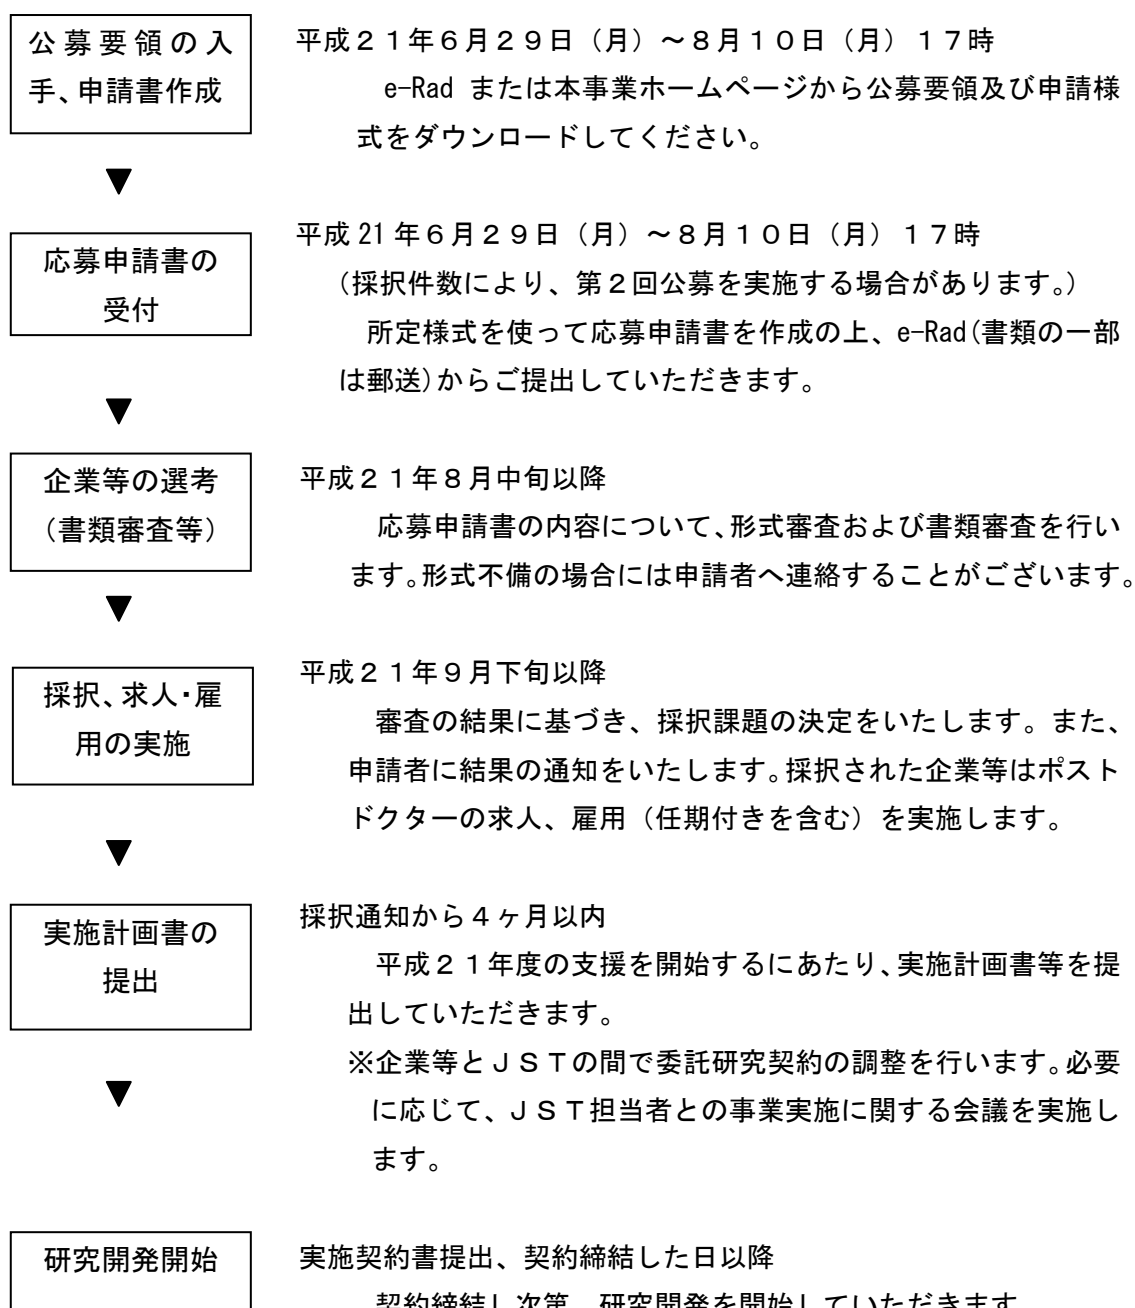 公募要領の入
手、申請書作成
平成２１年６月２９日（月）～８月１０日（月）１７時
e-Rad または本事業ホームページから公募要領及び申請様
式をダウンロードしてください。
▼
応募申請書の
受付
平成 21 年６月２９日（月）～８月１０日（月）１７時
（採択件数により、第２回公募を実施する場合があります。）
所定様式を使って応募申請書を作成の上、e-Rad(書類の一部
は郵送)からご提出していただきます。
▼
企業等の選考
（書類審査等）
平成２１年８月中旬以降
応募申請書の内容について、形式審査および書類審査を行い
ます。形式不備の場合には申請者へ連絡することがございます。
▼
採択、求人・雇
用の実施
平成２１年９月下旬以降
審査の結果に基づき、採択課題の決定をいたします。また、
申請者に結果の通知をいたします。採択された企業等はポスト
ドクターの求人、雇用（任期付きを含む）を実施します。
▼
実施計画書の
提出
採択通知から４ヶ月以内
平成２１年度の支援を開始するにあたり、実施計画書等を提
出していただきます。
※企業等とＪＳＴの間で委託研究契約の調整を行います。必要
に応じて、ＪＳＴ担当者との事業実施に関する会議を実施し
ます。
▼
研究開発開始
実施契約書提出、契約締結した日以降
契約締結し次第、研究開発を開始していただきます